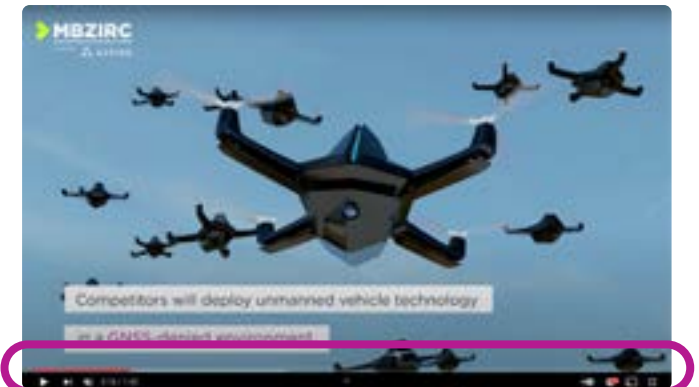 MBZIRC
Competitors will deploy unmanned vehicle technology
in a GNSS-denied environment